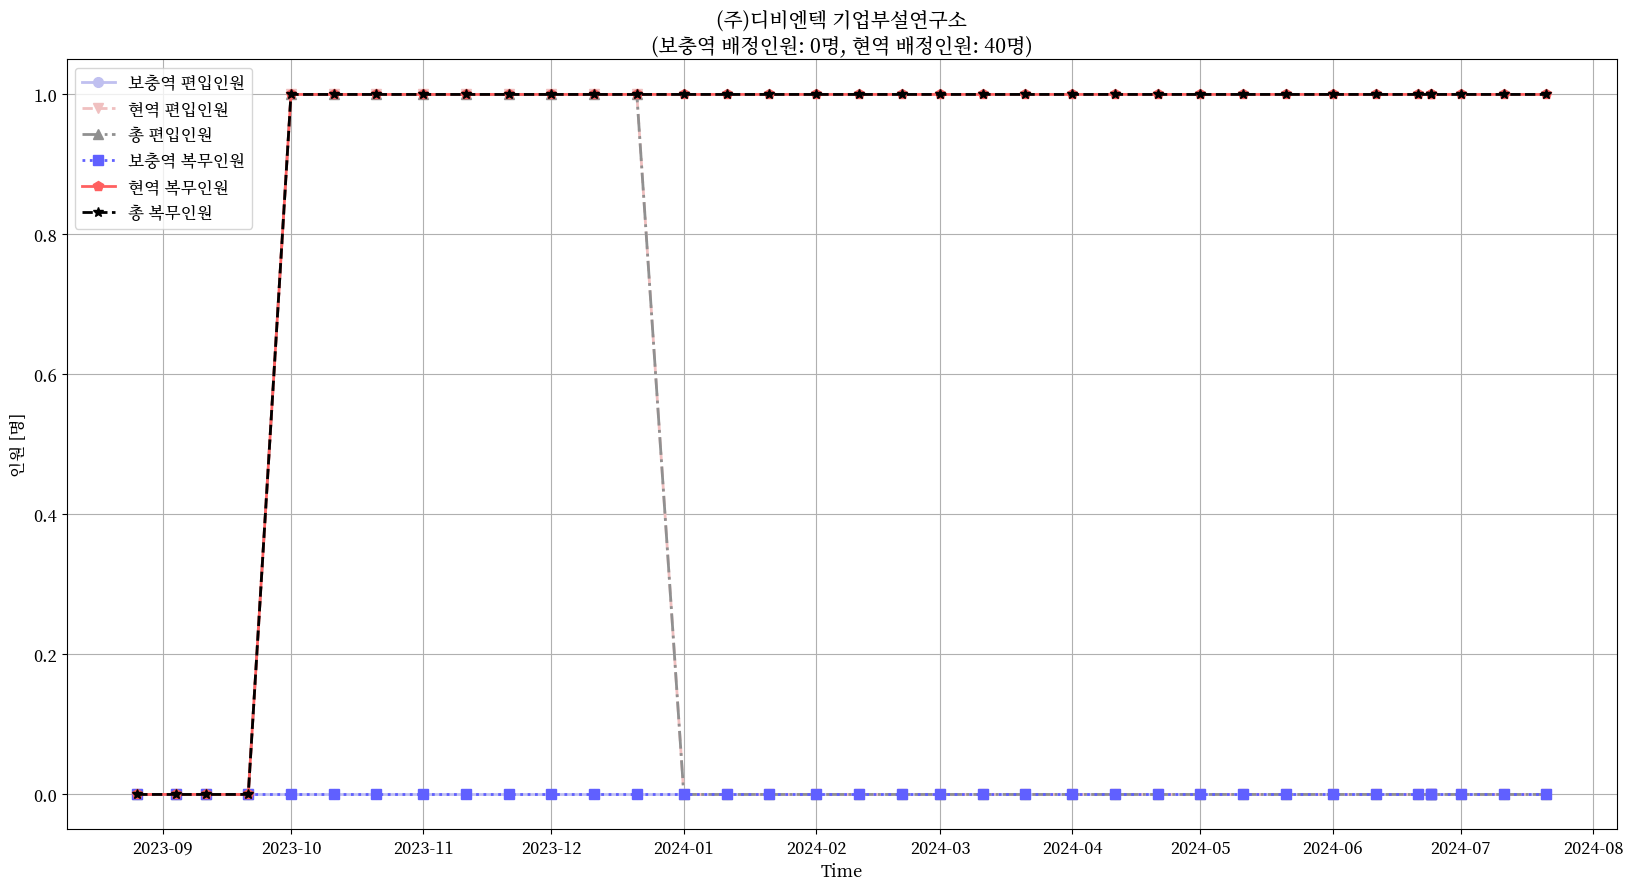 (주)디비엔텍 기업부설연구소
(보충역 배정인원: 0명, 현역 배정인원: 40명)
보충역 편입인원
현역 편입인원
총 편입인원
보충역 복무인원
현역 복무인원
총 복무인원
1.0
0.8
0.6
0.4
0.2
0.0
인원 [명]
2023-09
2023-10
2023-11
2023-12
2024-01
2024-02
2024-03
2024-04
2024-05
2024-06
2024-07
2024-08
Time